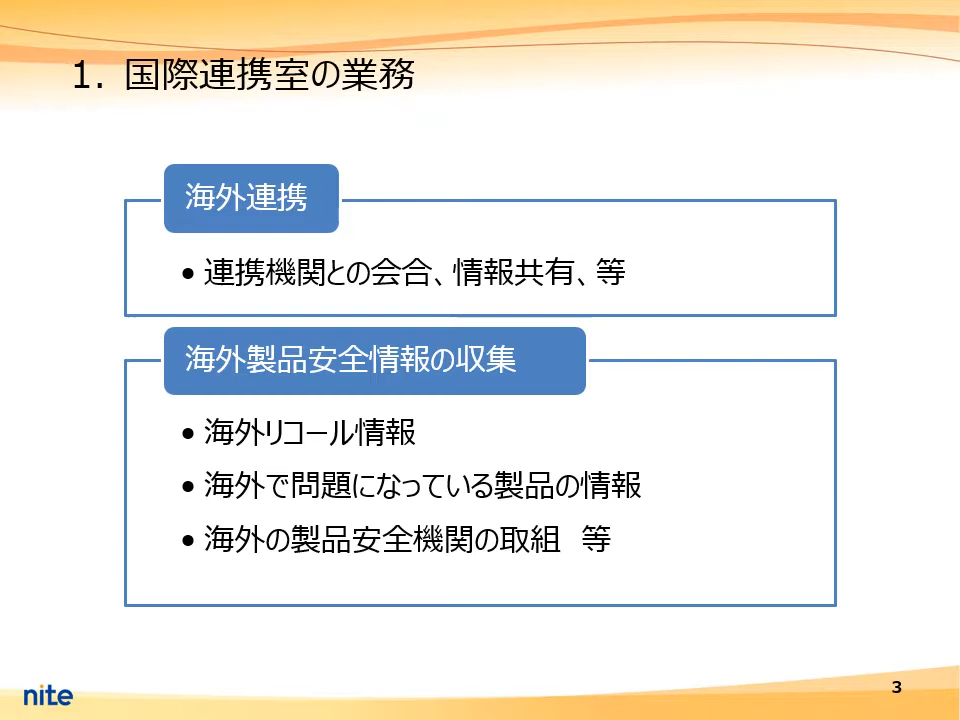 1. 国際連携室の業務
海外連携
• 連携機関との会合、情報共有、等
海外製品安全情報の収集
• 海外リコール情報
• 海外で問題になっている製品の情報
• 海外の製品安全機関の取組　等
nite
3